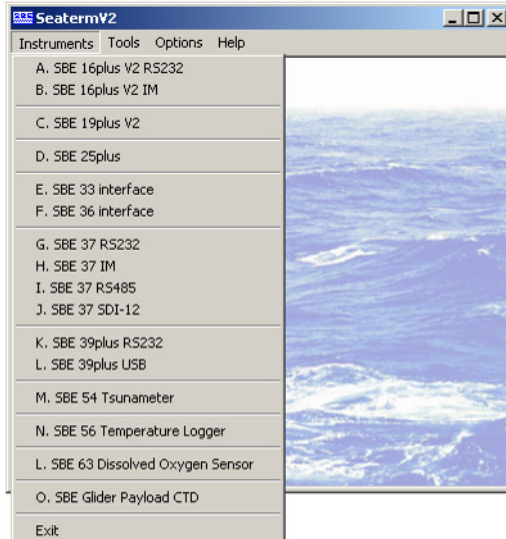 SeatermV2
Instruments Tools Options Help
A. SBE 16plus V2 RS232
B. SBE 16plus V2 IM
C. SBE 19plus V2
D. SBE 25plus
E. SBE 33 interface
F. SBE 36 interface
G. SBE 37 RS232
H. SBE 37 IM
I. SBE 37 RS485
J. SBE 37 SDI-12
K. SBE 39plus RS232
L. SBE 39plus USB
M. SBE 54 Tsunameter
N. SBE 56 Temperature Logger
L. SBE 63 Dissolved Oxygen Sensor
O. SBE Glider Payload CTD
Exit